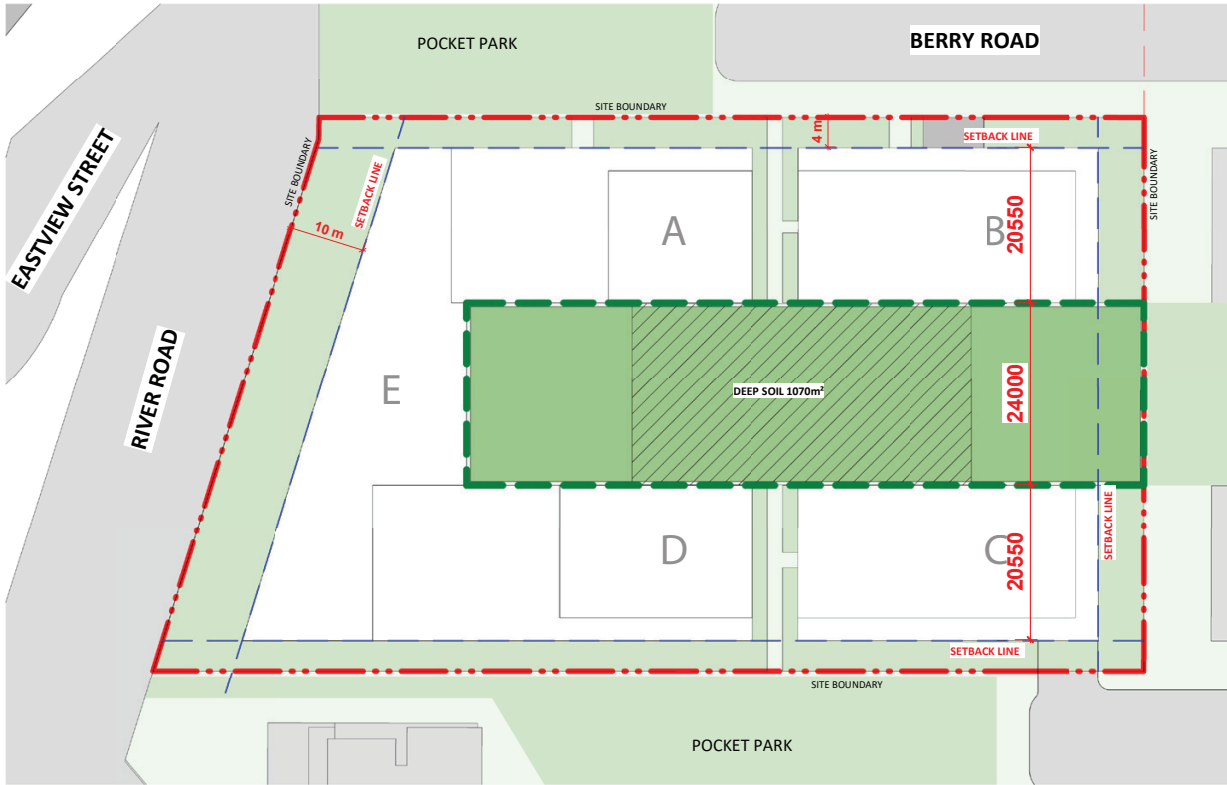 POCKET PARK
BERRY ROAD
SITE BOUNDARY
SETBACK LINE
4 m
SITE BOUNDARY
SETBACK LINE
SITE BOUNDARY
EASTVIEW STREET
10 m
A
B
20550
RIVER ROAD
E
DEEP SOIL 1070m²
24000
SETBACK LINE
D
C
20550
SETBACK LINE
SITE BOUNDARY
POCKET PARK